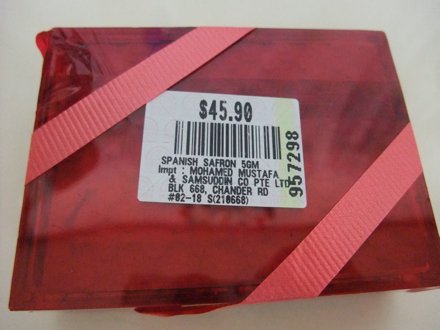 $45.90
SPANISH SAFRON 5GM
Impt : MOHAMED MUSTAFA
& SAMSUDDIN CO PTE LTD
BLK 668, CHANDER RD
#02-18 S(210668)
957298